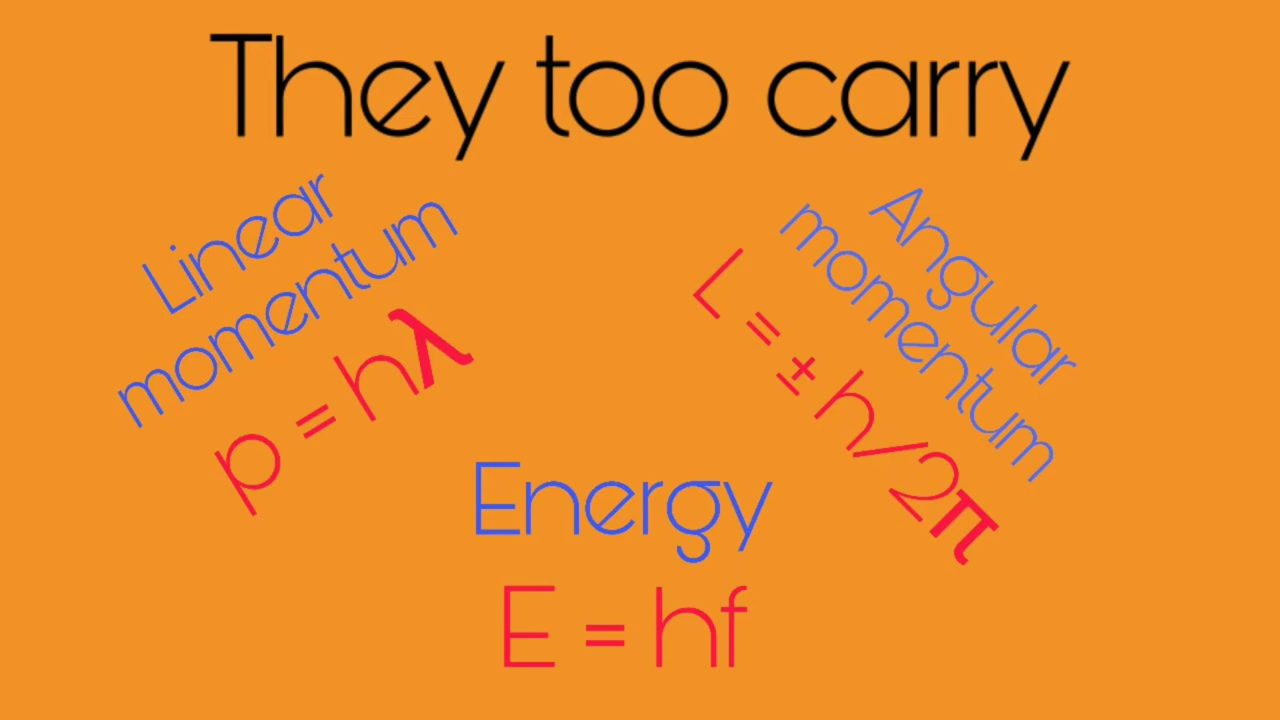 They too carry
Linear
momentum
p = hλ
Angular
momentum
L = ± h/2π
Energy
E = hf